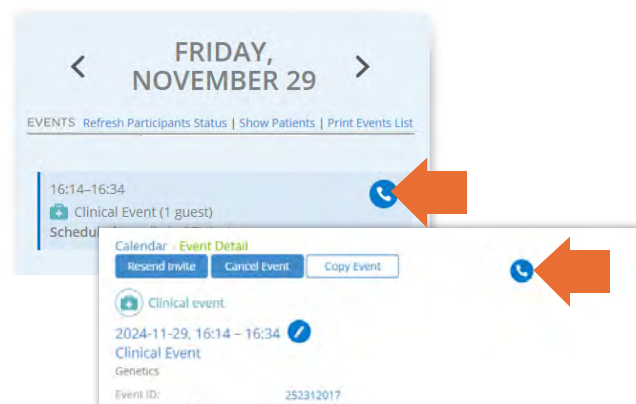 FRIDAY,
NOVEMBER 29
EVENTS Refresh Participants Status | Show Patients | Print Events List
16:14–16:34
Clinical Event (1 guest)
Calendar - Event Detail
Resend Invite Cancel Event Copy Event
Clinical event
2024-11-29, 16:14 – 16:34
Clinical Event
Genetics
Event ID: 252312017